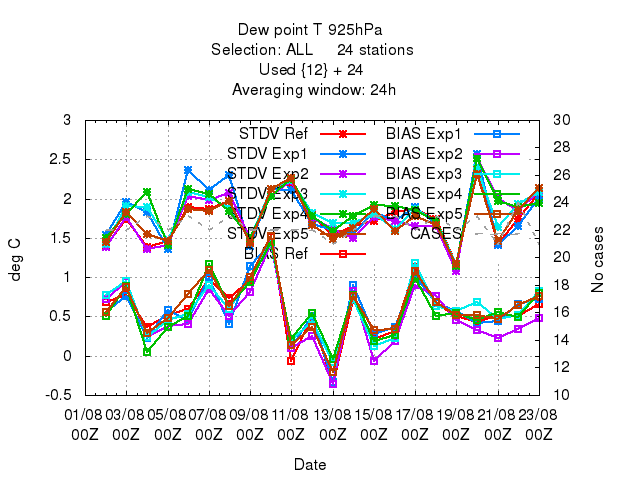 Dew point T 925hPa
Selection: ALL 24 stations
Used {12} + 24
Averaging window: 24h
3
2.5
2
1.5
1
0.5
0
-0.5
deg C
30
28
26
24
22
20
18
16
14
12
10
No cases
STDV Ref
STDV Exp1
STDV Exp2
STDV Exp3
STDV Exp4
STDV Exp5
BIAS Ref
BIAS Exp1
BIAS Exp2
BIAS Exp3
BIAS Exp4
BIAS Exp5
CASES
01/08 03/08 05/08 07/08 09/08 11/08 13/08 15/08 17/08 19/08 21/08 23/08
00Z 00Z 00Z 00Z 00Z 00Z 00Z 00Z 00Z 00Z 00Z 00Z
Date